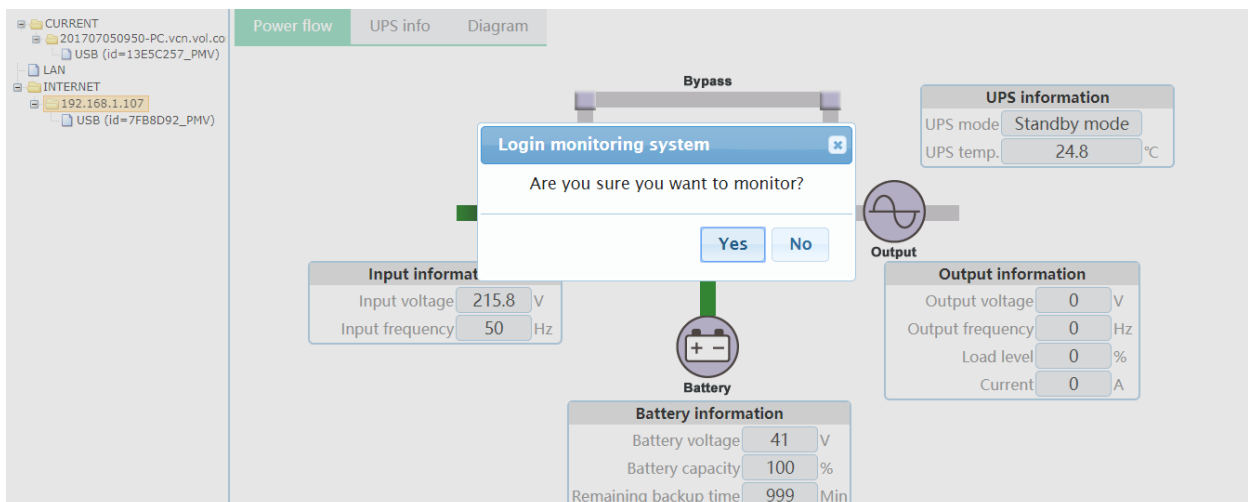 CURRENT
201707050950-PC.vcn.vol.co
USB (id=13E5C257_PMV)
LAN
INTERNET
192.168.1.107
USB (id=7FB8D92_PMV)
Power flow UPS info Diagram
Bypass
UPS information
UPS mode Standby mode
UPS temp. 24.8 ℃
Login monitoring system
Are you sure you want to monitor?
Yes No
Output
Input informat
Input voltage 215.8 V
Input frequency 50 Hz
Output information
Output voltage 0 V
Output frequency 0 Hz
Load level 0 %
Current 0 A
+ −
Battery
Battery information
Battery voltage 41 V
Battery capacity 100 %
Remaining backup time 999 Min